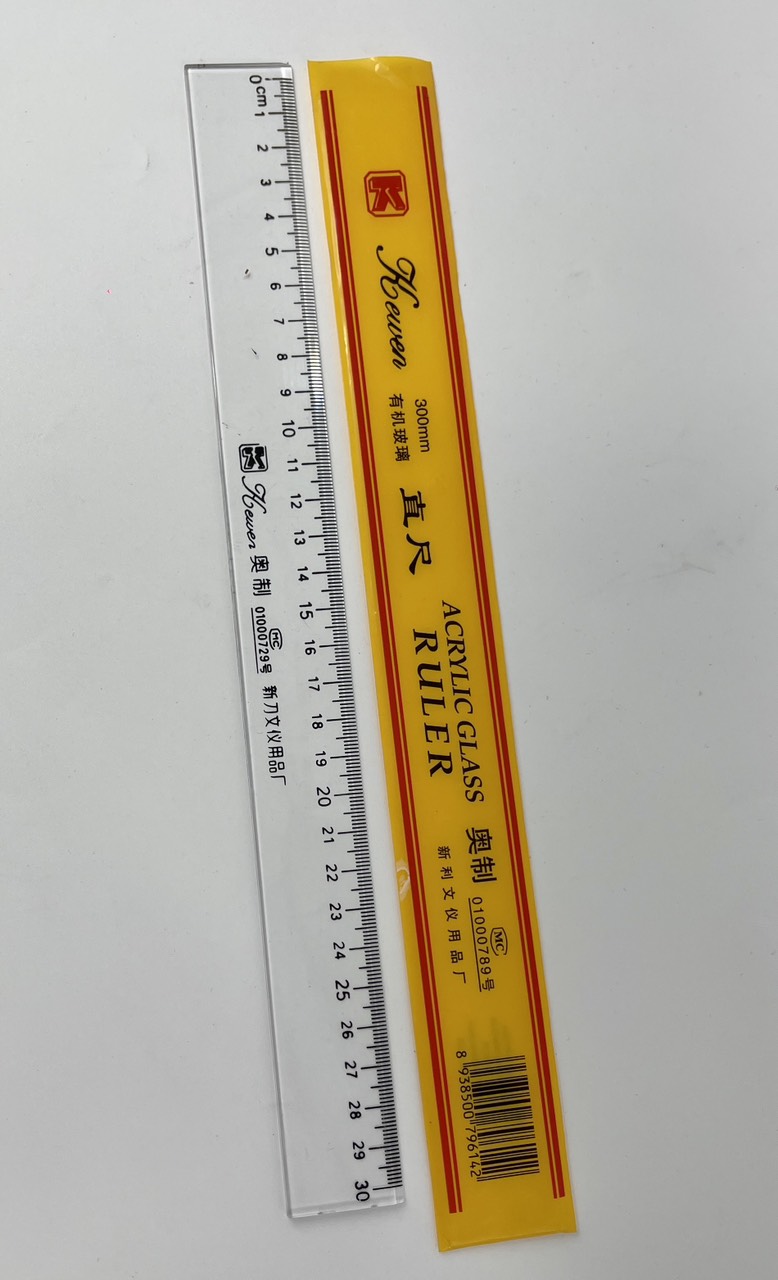 0cm 1 2 3 4 5 6 7 8 9 10 11 12 13 14 15 16 17 18 19 20 21 22 23 24 25 26 27 28 29 30
K Kewen 奥制 MC 01000729号 新刀文仪用品厂
K
Kewen
300mm
有机玻璃
直尺
ACRYLIC GLASS
RULER
奥制
MC
01000789号
新利文仪用品厂
8 938500 796142